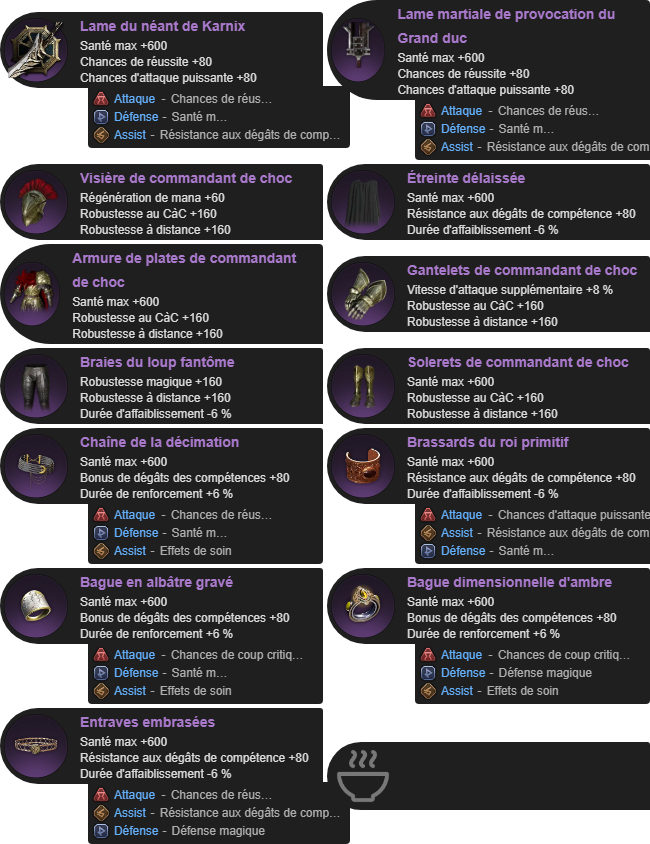 Lame du néant de Karnix
Santé max +600
Chances de réussite +80
Chances d'attaque puissante +80
Attaque - Chances de réus…
Défense - Santé m…
Assist - Résistance aux dégâts de comp…
Lame martiale de provocation du
Grand duc
Santé max +600
Chances de réussite +80
Chances d'attaque puissante +80
Attaque - Chances de réus…
Défense - Santé m…
Assist - Résistance aux dégâts de com
Visière de commandant de choc
Régénération de mana +60
Robustesse au CàC +160
Robustesse à distance +160
Étreinte délaissée
Santé max +600
Résistance aux dégâts de compétence +80
Durée d'affaiblissement -6 %
Armure de plates de commandant
de choc
Santé max +600
Robustesse au CàC +160
Robustesse à distance +160
Gantelets de commandant de choc
Vitesse d'attaque supplémentaire +8 %
Robustesse au CàC +160
Robustesse à distance +160
Braies du loup fantôme
Robustesse magique +160
Robustesse à distance +160
Durée d'affaiblissement -6 %
Solerets de commandant de choc
Santé max +600
Robustesse au CàC +160
Robustesse à distance +160
Chaîne de la décimation
Santé max +600
Bonus de dégâts des compétences +80
Durée de renforcement +6 %
Attaque - Chances de réus…
Défense - Santé m…
Assist - Effets de soin
Brassards du roi primitif
Santé max +600
Résistance aux dégâts de compétence +80
Durée d'affaiblissement -6 %
Attaque - Chances d'attaque puissante
Assist - Résistance aux dégâts de com
Défense - Santé m…
Bague en albâtre gravé
Santé max +600
Bonus de dégâts des compétences +80
Durée de renforcement +6 %
Attaque - Chances de coup critiq…
Défense - Santé m…
Assist - Effets de soin
Bague dimensionnelle d'ambre
Santé max +600
Bonus de dégâts des compétences +80
Durée de renforcement +6 %
Attaque - Chances de coup critiq…
Défense - Défense magique
Assist - Effets de soin
Entraves embrasées
Santé max +600
Résistance aux dégâts de compétence +80
Durée d'affaiblissement -6 %
Attaque - Chances de réus…
Assist - Résistance aux dégâts de comp…
Défense - Défense magique